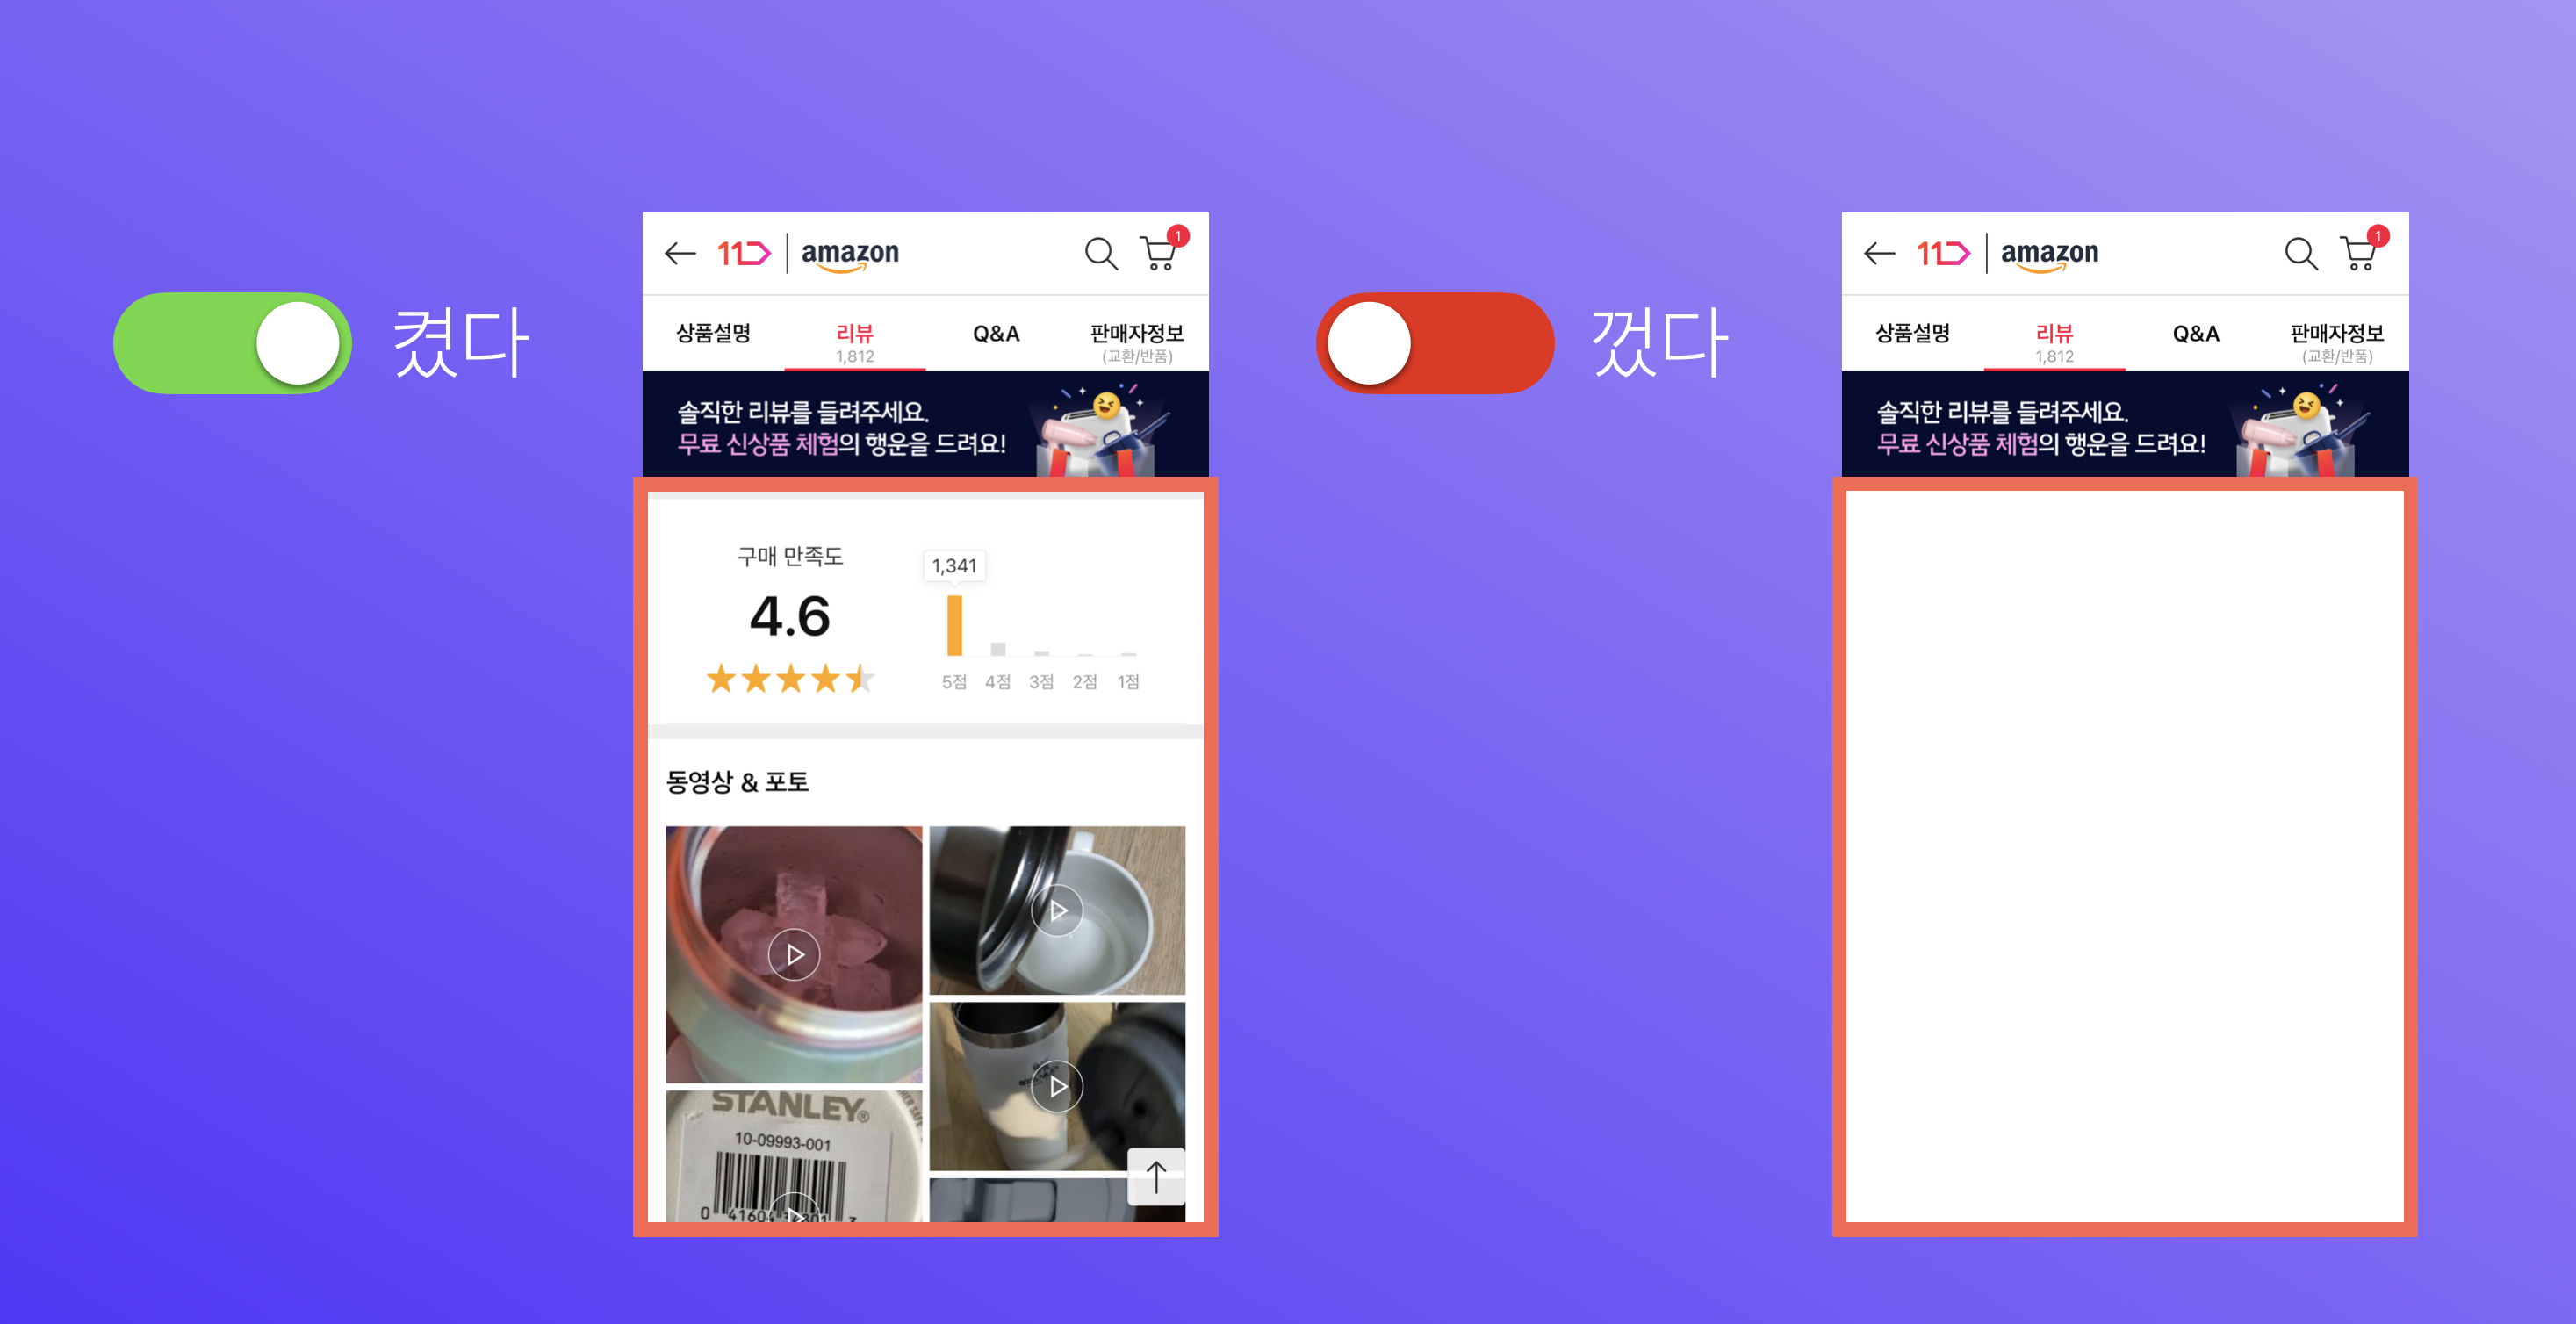 켰다
11 amazon 1
상품설명 리뷰 Q&A 판매자정보
1,812 (교환/반품)
솔직한 리뷰를 들려주세요.
무료 신상품 체험의 행운을 드려요!
구매 만족도
4.6
1,341
5점 4점 3점 2점 1점
동영상 & 포토
STANLEY®
10-09993-001
껐다
11 amazon 1
상품설명 리뷰 Q&A 판매자정보
1,812 (교환/반품)
솔직한 리뷰를 들려주세요.
무료 신상품 체험의 행운을 드려요!